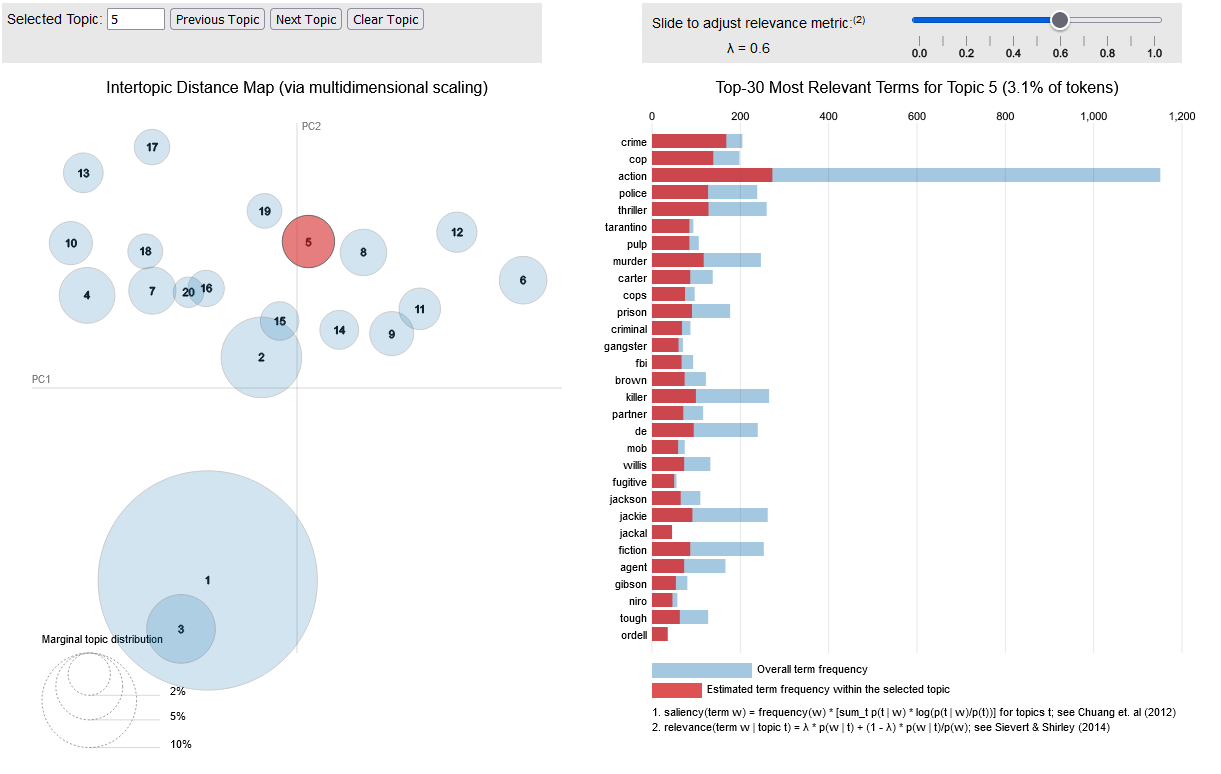 Selected Topic: 5 Previous Topic Next Topic Clear Topic
Slide to adjust relevance metric:(2)
λ = 0.6
0.0 0.2 0.4 0.6 0.8 1.0
Intertopic Distance Map (via multidimensional scaling)
PC2
17
13
19
12
10
5
18
8
6
4
7
20
16
11
15
14
9
2
PC1
1
3
Marginal topic distribution
2%
5%
10%
Top-30 Most Relevant Terms for Topic 5 (3.1% of tokens)
0 200 400 600 800 1,000 1,200
crime
cop
action
police
thriller
tarantino
pulp
murder
carter
cops
prison
criminal
gangster
fbi
brown
killer
partner
de
mob
willis
fugitive
jackson
jackie
jackal
fiction
agent
gibson
niro
tough
ordell
Overall term frequency
Estimated term frequency within the selected topic
1. saliency(term w) = frequency(w) * [sum_t p(t | w) * log(p(t | w)/p(t))] for topics t; see Chuang et. al (2012)
2. relevance(term w | topic t) = λ * p(w | t) + (1 - λ) * p(w | t)/p(w); see Sievert & Shirley (2014)